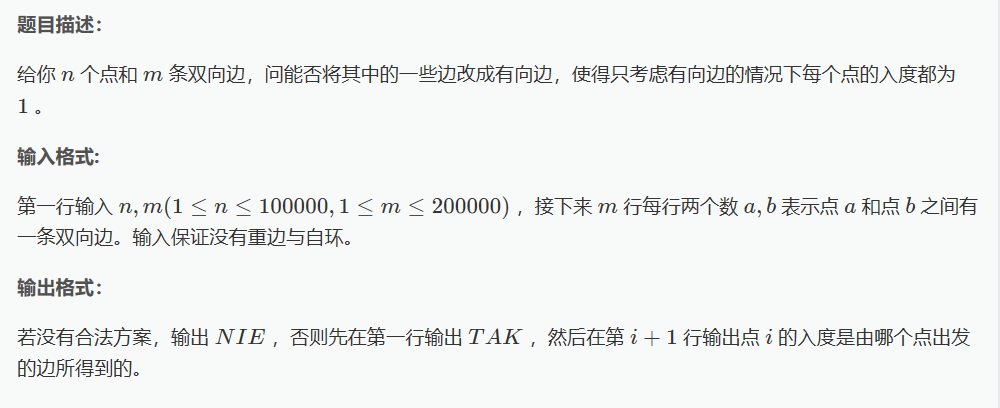 题目描述：
给你 n 个点和 m 条双向边，问能否将其中的一些边改成有向边，使得只考虑有向边的情况下每个点的入度都为
1 。
输入格式:
第一行输入 n, m(1 ≤ n ≤ 100000, 1 ≤ m ≤ 200000) ，接下来 m 行每行两个数 a, b 表示点 a 和点 b 之间有
一条双向边。输入保证没有重边与自环。
输出格式：
若没有合法方案，输出 NIE ，否则先在第一行输出 TAK ，然后在第 i + 1 行输出点 i 的入度是由哪个点出发
的边所得到的。